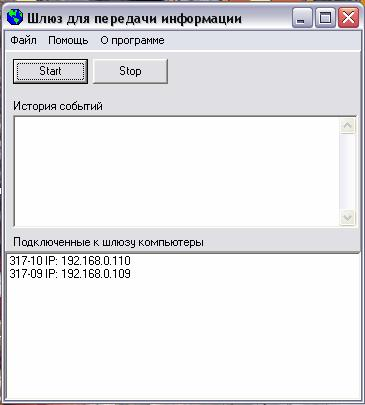 Шлюз для передачи информации
Файл Помощь О программе
Start Stop
История событий
Подключенные к шлюзу компьютеры
317-10 IP: 192.168.0.110
317-09 IP: 192.168.0.109